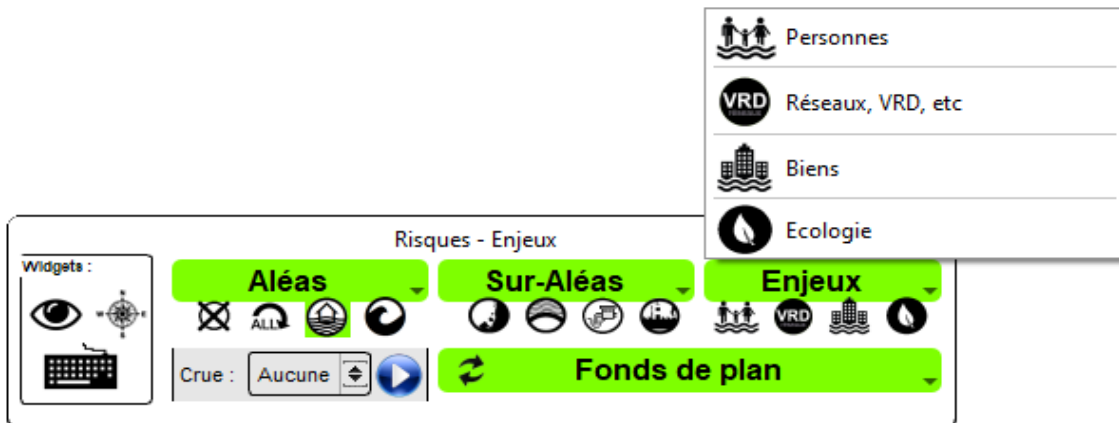 Personnes
VRD
Réseaux, VRD, etc
Biens
Ecologie
Risques - Enjeux
Widgets :
Aléas
Sur-Aléas
Enjeux
ALL
VRD
Crue :
Aucune
Fonds de plan